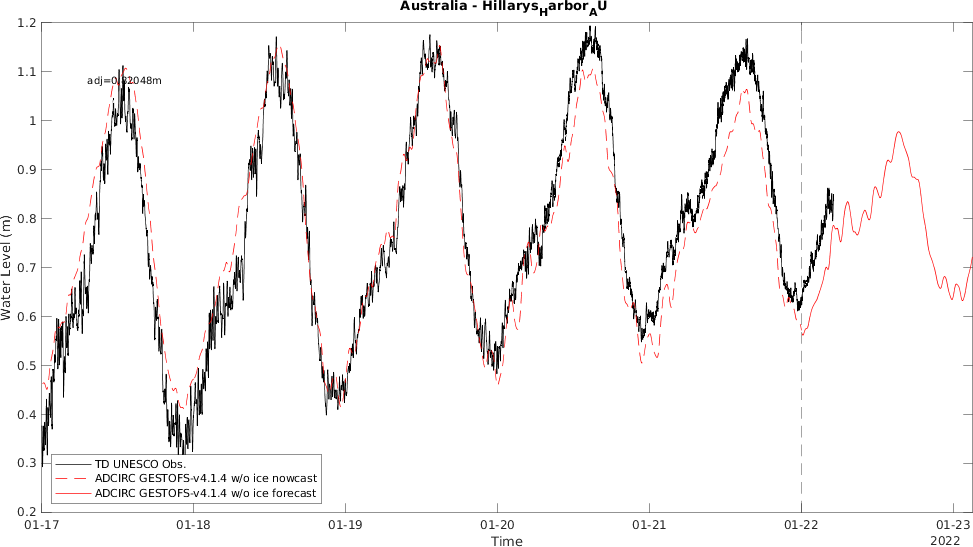 Australia - Hillarys_Harbor_AU
1.2
1.1
1
0.9
0.8
0.7
0.6
0.5
0.4
0.3
0.2
Water Level (m)
adj=0.82048m
TD UNESCO Obs.
ADCIRC GESTOFS-v4.1.4 w/o ice nowcast
ADCIRC GESTOFS-v4.1.4 w/o ice forecast
01-17 01-18 01-19 01-20 01-21 01-22 01-23
Time 2022